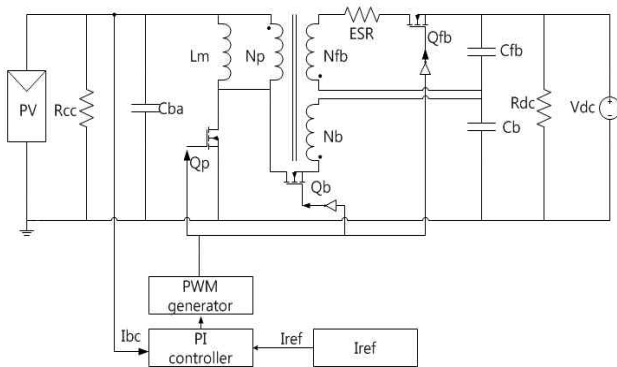 ESR
Qfb
Lm
Np
Nfb
Cfb
PV
Rcc
Cba
Rdc
Vdc
Nb
Cb
Qp
Qb
PWM
generator
Ibc
PI
controller
Iref
Iref